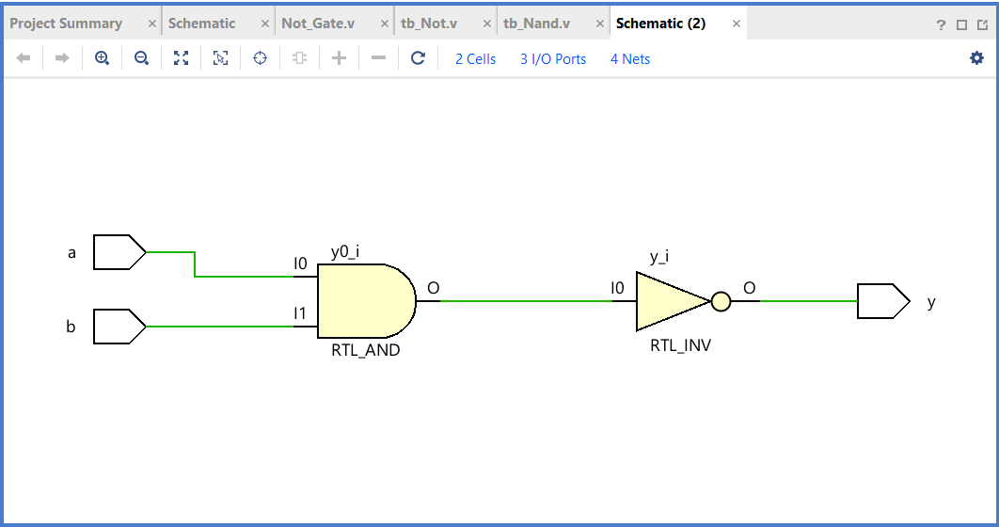 Project Summary × Schematic × Not_Gate.v × tb_Not.v × tb_Nand.v × Schematic (2) × ?
2 Cells 3 I/O Ports 4 Nets
a
I0
y0_i
b
I1
RTL_AND
O
I0
y_i
RTL_INV
O
y